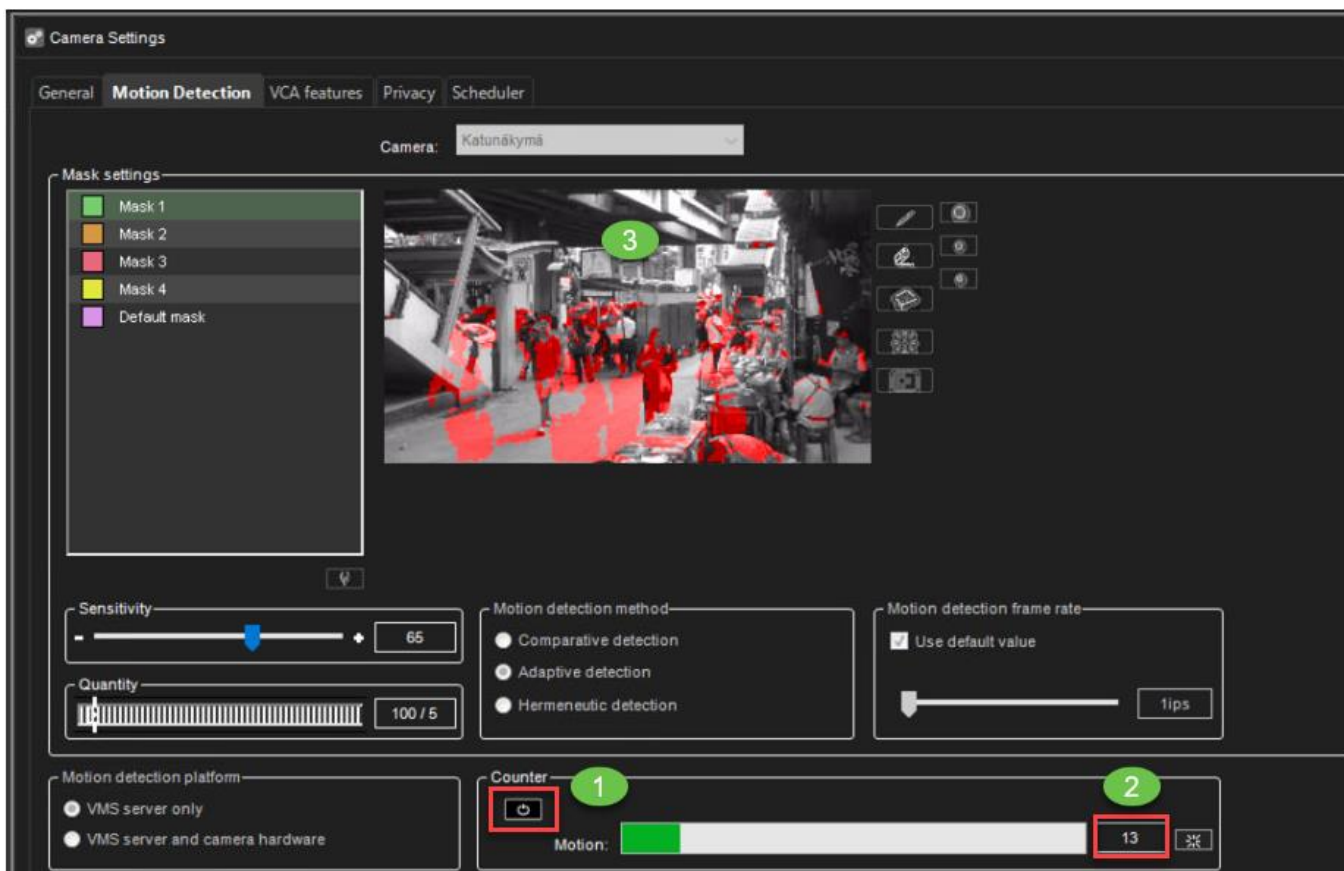 Camera Settings
General Motion Detection VCA features Privacy Scheduler
Camera: Katunäkymä
Mask settings
Mask 1
Mask 2
Mask 3
Mask 4
Default mask
3
Sensitivity
- + 65
Quantity
100 / 5
Motion detection method
Comparative detection
Adaptive detection
Hermeneutic detection
Motion detection frame rate
Use default value
1ips
Motion detection platform
VMS server only
VMS server and camera hardware
Counter
1
2
Motion: 13